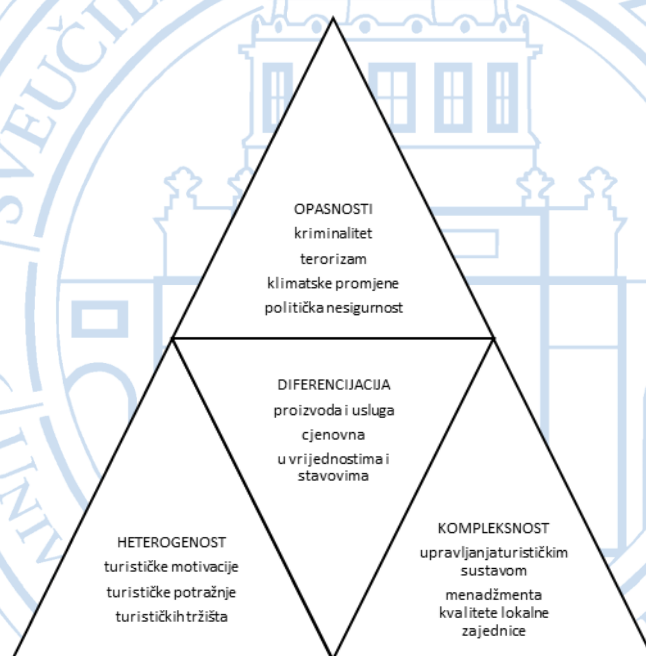 SVEUČIL
OPASNOSTI
kriminalitet
terorizam
klimatske promjene
politička nesigurnost
DIFERENCIJACIJA
proizvoda i usluga
cjenovna
u vrijednostima i
stavovima
HETEROGENOST
turističke motivacije
turističke potražnje
turističkih tržišta
KOMPLEKSNOST
upravljanja turističkim
sustavom
menadžmenta
kvalitete lokalne
zajednice